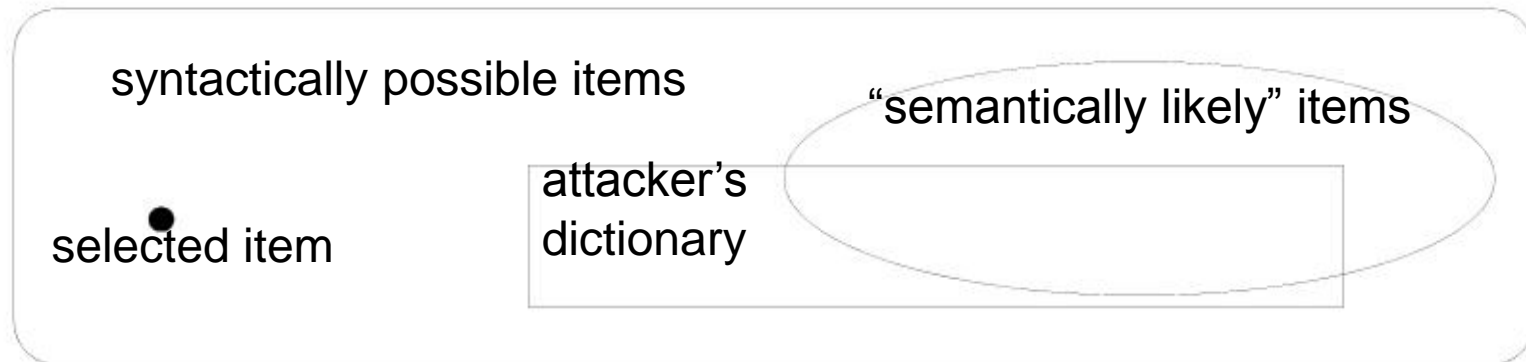 syntactically possible items
“semantically likely” items
attacker’s
dictionary
selected item